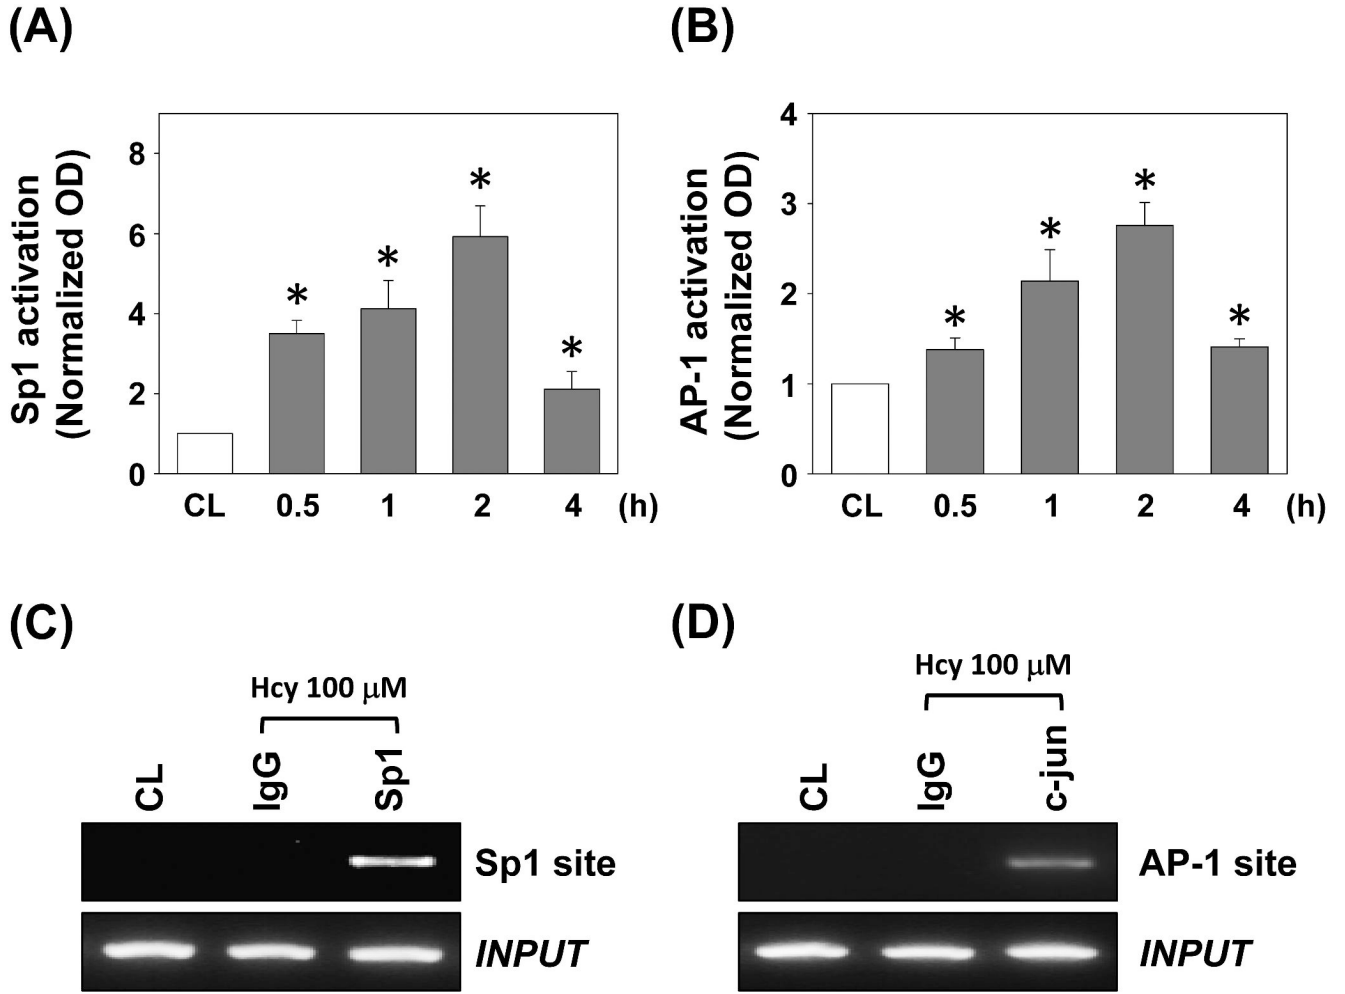 (A)
Sp1 activation
(Normalized OD)
8
6
4
2
0
*
*
*
*
CL 0.5 1 2 4 (h)
(B)
AP-1 activation
(Normalized OD)
4
3
2
1
0
*
*
*
*
CL 0.5 1 2 4 (h)
(C)
Hcy 100 μM
CL IgG Sp1
Sp1 site
INPUT
(D)
Hcy 100 μM
CL IgG c-jun
AP-1 site
INPUT